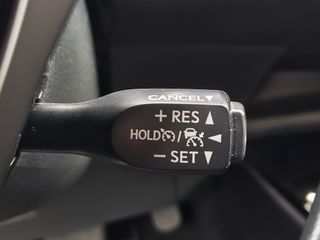 CANCEL▼
+ RES ▲
HOLD / ◄
− SET ▼